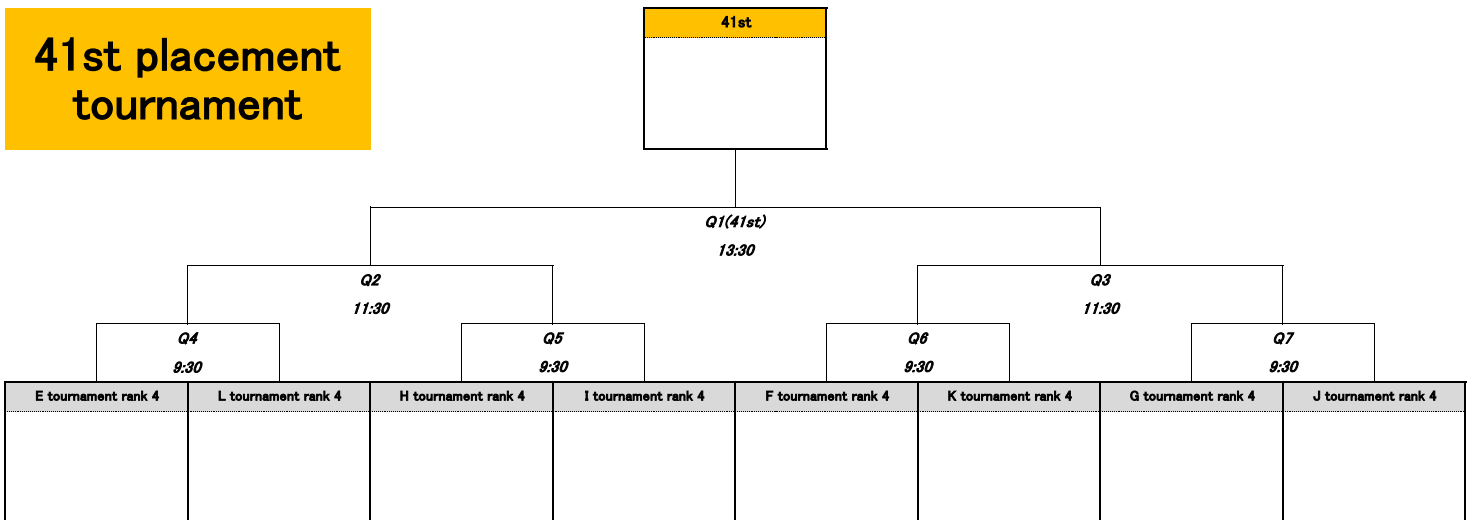 41st placement
tournament
41st
Q1(41st)
13:30
Q2
Q3
11:30
11:30
Q4
Q5
Q6
Q7
9:30
9:30
9:30
9:30
E tournament rank 4
L tournament rank 4
H tournament rank 4
I tournament rank 4
F tournament rank 4
K tournament rank 4
G tournament rank 4
J tournament rank 4